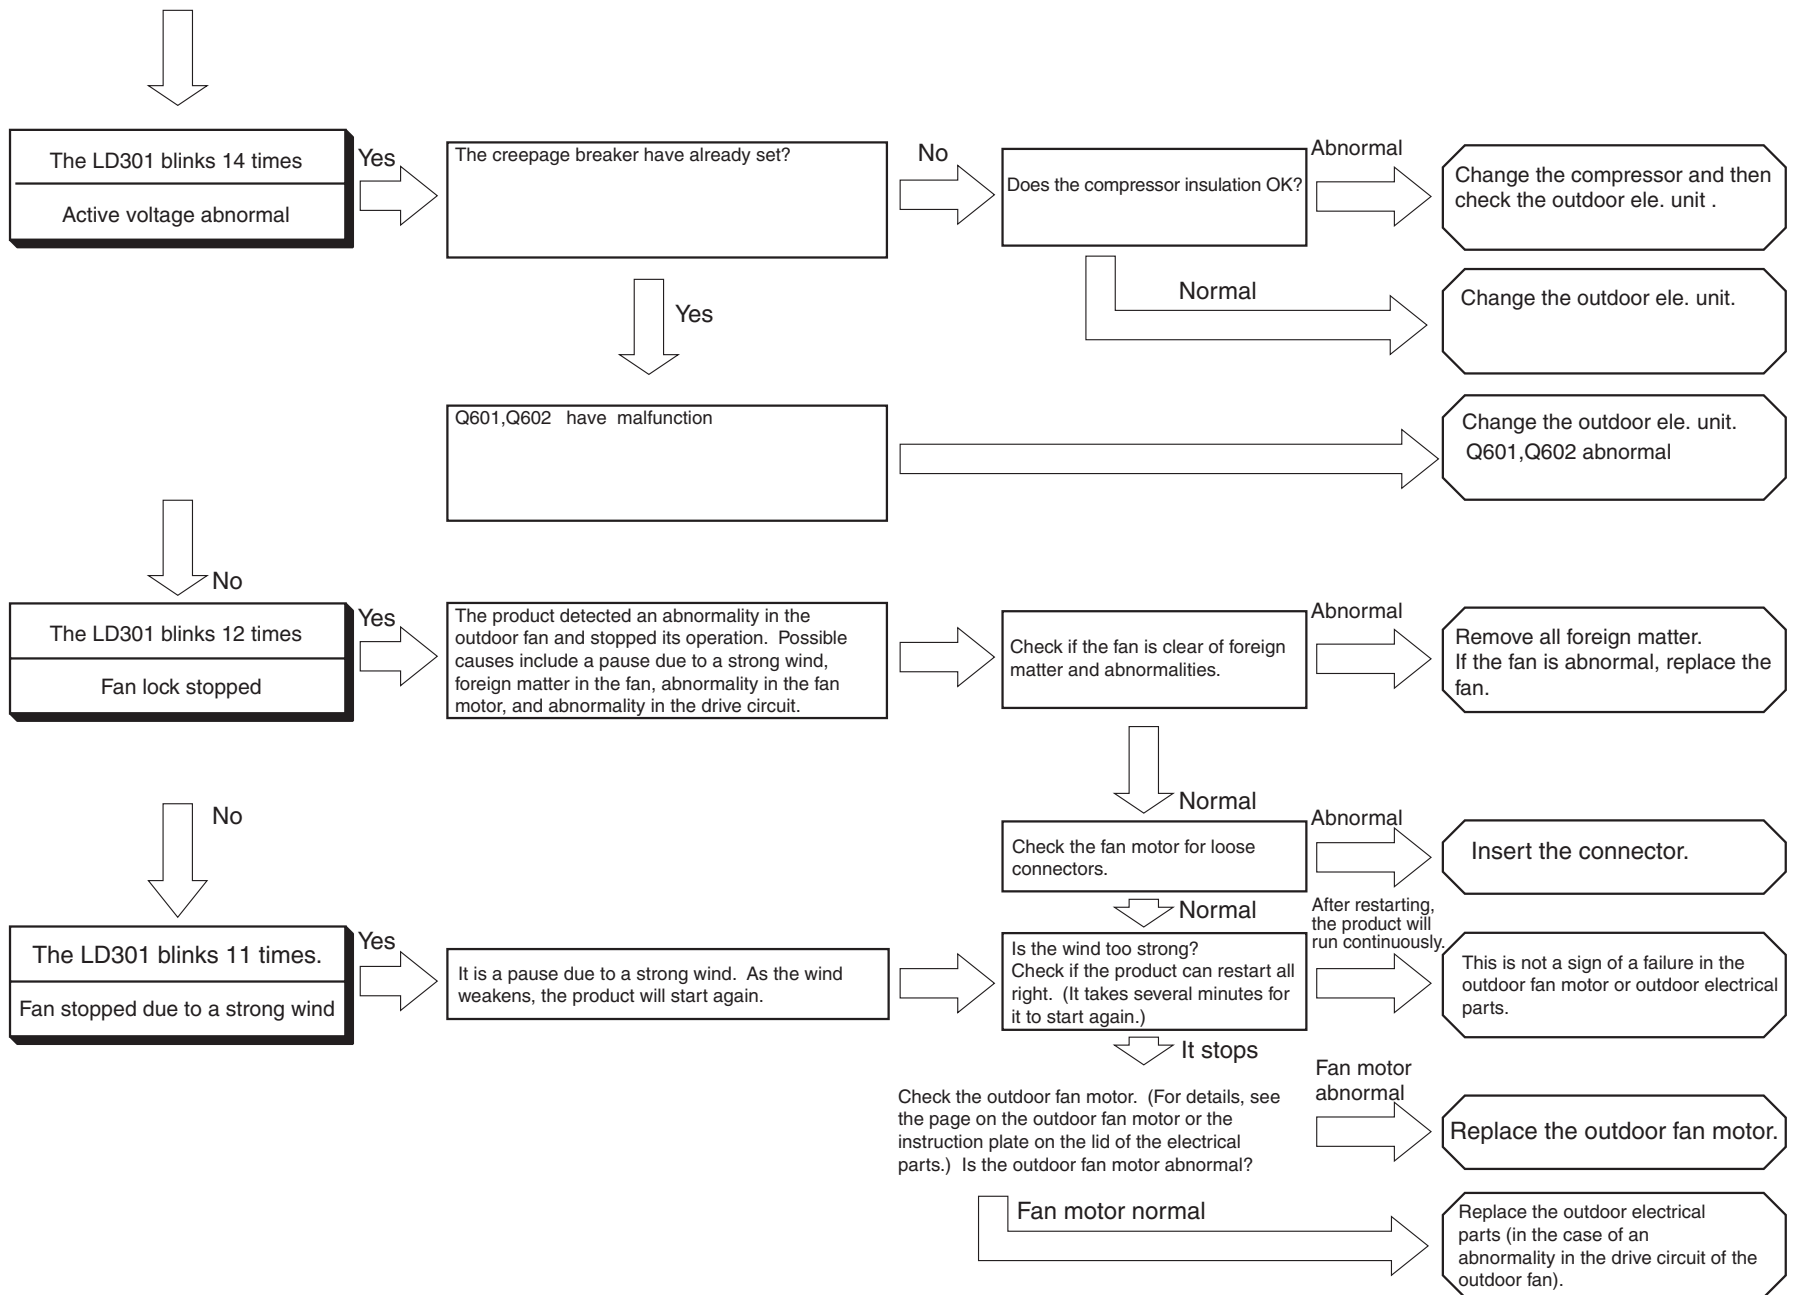 The LD301 blinks 14 times
Active voltage abnormal
Yes
The creepage breaker have already set?
No
Does the compressor insulation OK?
Abnormal
Change the compressor and then
check the outdoor ele. unit .
Normal
Change the outdoor ele. unit.
Yes
Q601,Q602 have malfunction
Change the outdoor ele. unit.
Q601,Q602 abnormal
No
The LD301 blinks 12 times
Fan lock stopped
Yes
The product detected an abnormality in the
outdoor fan and stopped its operation. Possible
causes include a pause due to a strong wind,
foreign matter in the fan, abnormality in the fan
motor, and abnormality in the drive circuit.
Check if the fan is clear of foreign
matter and abnormalities.
Abnormal
Remove all foreign matter.
If the fan is abnormal, replace the
fan.
Normal
Check the fan motor for loose
connectors.
Abnormal
Insert the connector.
No
The LD301 blinks 11 times.
Fan stopped due to a strong wind
Yes
It is a pause due to a strong wind. As the wind
weakens, the product will start again.
Normal
Is the wind too strong?
Check if the product can restart all
right. (It takes several minutes for
it to start again.)
After restarting,
the product will
run continuously.
This is not a sign of a failure in the
outdoor fan motor or outdoor electrical
parts.
It stops
Check the outdoor fan motor. (For details, see
the page on the outdoor fan motor or the
instruction plate on the lid of the electrical
parts.) Is the outdoor fan motor abnormal?
Fan motor
abnormal
Replace the outdoor fan motor.
Fan motor normal
Replace the outdoor electrical
parts (in the case of an
abnormality in the drive circuit of the
outdoor fan).